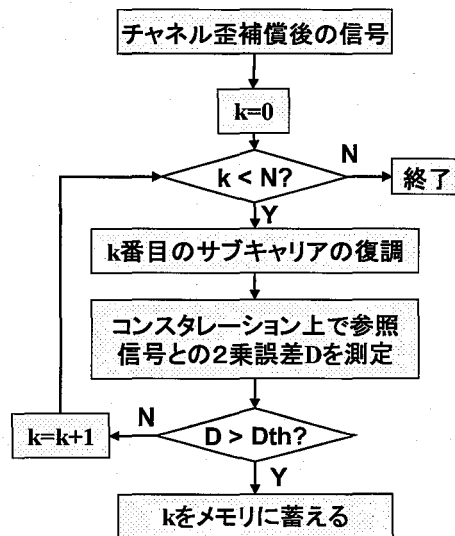 チャネル歪補償後の信号
k=0
k < N?
N
終了
Y
k番目のサブキャリアの復調
コンスタレーション上で参照
信号との2乗誤差Dを測定
N
k=k+1
D > Dth?
Y
kをメモリに蓄える